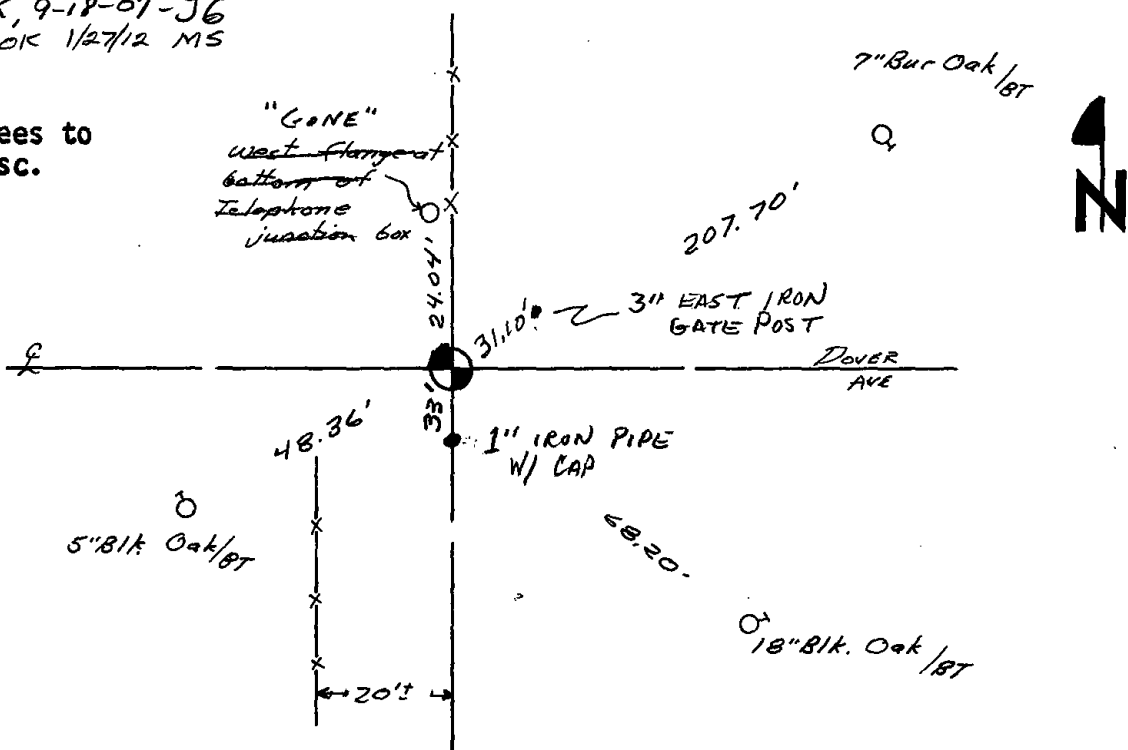 9-18-07-JG
OK 1/27/12 MS
ees to
sc.
"GONE"
west flange at
bottom of
Telephone
junction box
24.04'
7" Bur Oak/BT
N
207.70'
31.10'
3" EAST IRON
GATE POST
℄
DOVER
AVE
33'
48.36'
1" IRON PIPE
W/ CAP
5" Blk. Oak/BT
68.20
18" Blk. Oak/BT
20'±